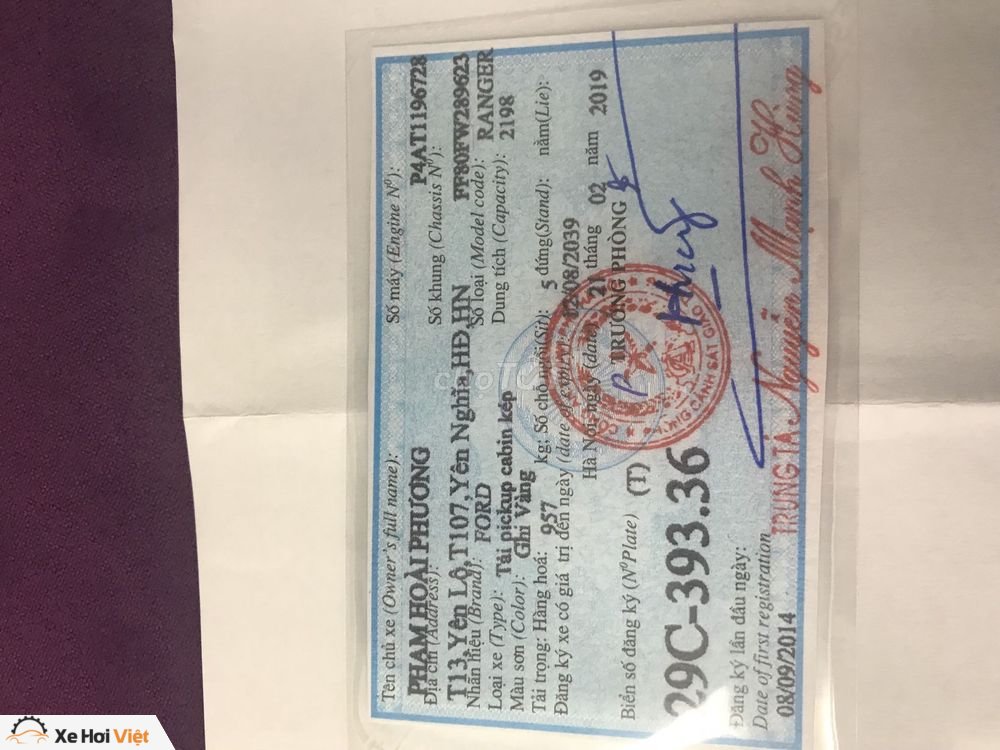 Tên chủ xe (Owner's full name): Số máy (Engine Nº): P4AT1196728
PHẠM HOÀI PHƯƠNG
Địa chỉ (Address): Số khung (Chassis Nº): FF80FW289623
T13,Yên Lộ,T107,Yên Nghĩa,HĐ,HN
Nhãn hiệu (Brand): FORD Số loại (Model code): RANGER
Loại xe (Type): Tải pickup cabin kép Dung tích (Capacity): 2198
Màu sơn (Color): Ghi Vàng
Tải trọng: Hàng hoá: 957 kg; Số chỗ ngồi(Sit): 5 đứng(Stand): nằm(Lie):
Đăng ký xe có giá trị đến ngày (date of expiry) 02/08/2039
Hà Nội, ngày (date) 21 tháng 02 năm 2019
Biển số đăng ký (NºPlate) (T) P. TRƯỞNG PHÒNG
29C-393.36
Đăng ký lần đầu ngày:
Date of first registration
08/09/2014
TRUNG TÁ Nguyễn Mạnh Hùng
Xe Hơi Việt